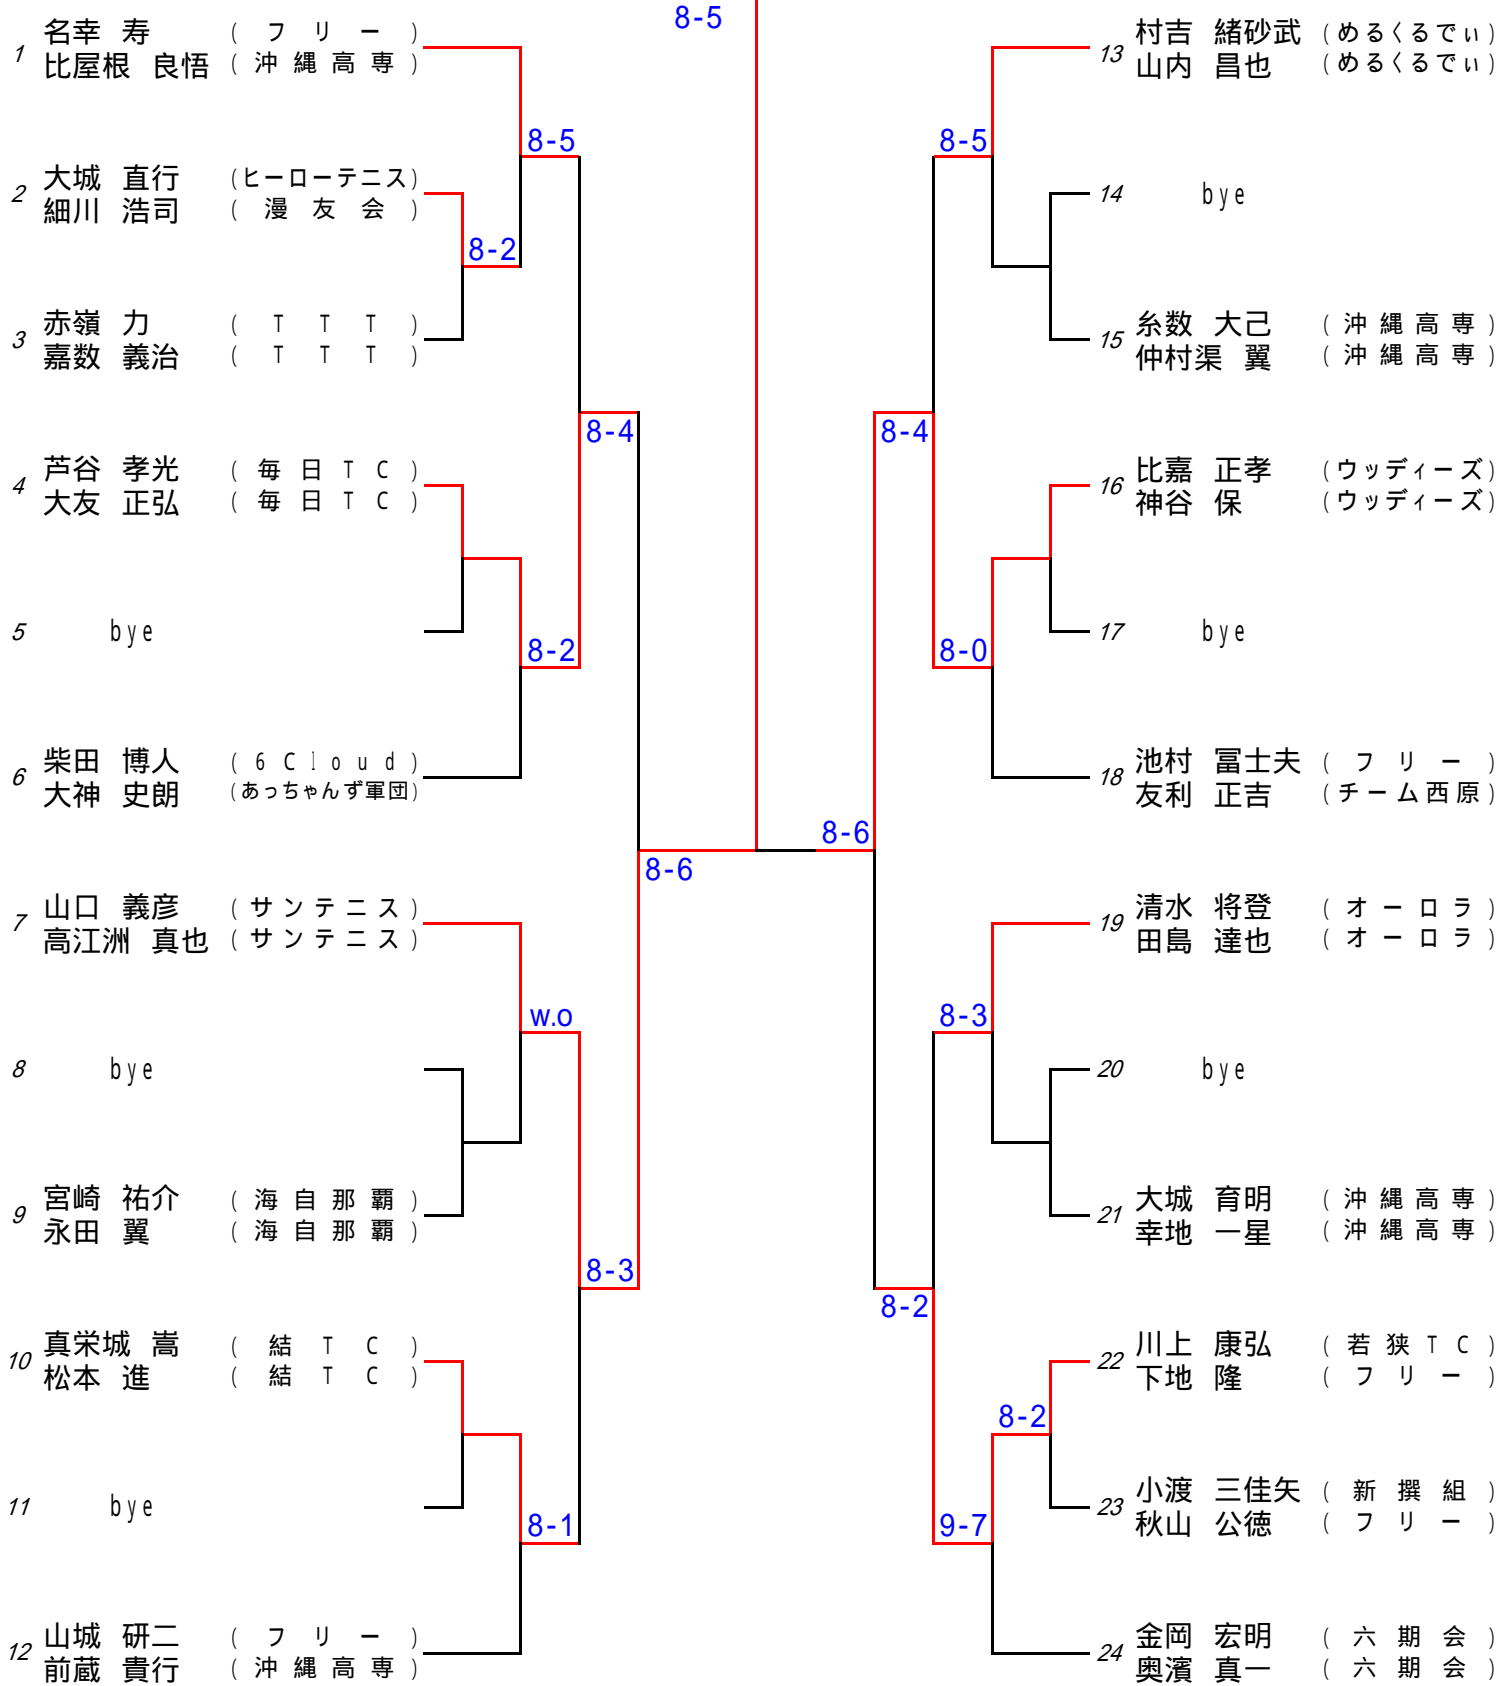 8-5
1 名幸 寿 ( フ リ ー )
比屋根 良悟 ( 沖 縄 高 専 )
8-5
2 大城 直行 (ヒーローテニス)
細川 浩司 ( 漫 友 会 )
8-2
3 赤嶺 力 ( T T T )
嘉数 義治 ( T T T )
8-4
4 芦谷 孝光 ( 毎 日 T C )
大友 正弘 ( 毎 日 T C )
5 bye
8-2
6 柴田 博人 ( 6 C l o u d )
大神 史朗 (あっちゃんず軍団)
8-6
7 山口 義彦 ( サ ン テ ニ ス )
高江洲 真也 ( サ ン テ ニ ス )
w.o
8 bye
9 宮崎 祐介 ( 海 自 那 覇 )
永田 翼 ( 海 自 那 覇 )
8-3
10 真栄城 嵩 ( 結 T C )
松本 進 ( 結 T C )
11 bye
8-1
12 山城 研二 ( フ リ ー )
前蔵 貴行 ( 沖 縄 高 専 )
13 村吉 緒砂武 (めるくるでぃ)
山内 昌也 (めるくるでぃ)
8-5
14 bye
15 糸数 大己 ( 沖 縄 高 専 )
仲村渠 翼 ( 沖 縄 高 専 )
8-4
16 比嘉 正孝 (ウッディーズ)
神谷 保 (ウッディーズ)
17 bye
8-0
18 池村 冨士夫 ( フ リ ー )
友利 正吉 (チーム西原)
8-6
19 清水 将登 ( オ ー ロ ラ )
田島 達也 ( オ ー ロ ラ )
8-3
20 bye
21 大城 育明 ( 沖 縄 高 専 )
幸地 一星 ( 沖 縄 高 専 )
8-2
22 川上 康弘 ( 若 狭 T C )
下地 隆 ( フ リ ー )
8-2
23 小渡 三佳矢 ( 新 撰 組 )
秋山 公徳 ( フ リ ー )
9-7
24 金岡 宏明 ( 六 期 会 )
奥濱 真一 ( 六 期 会 )